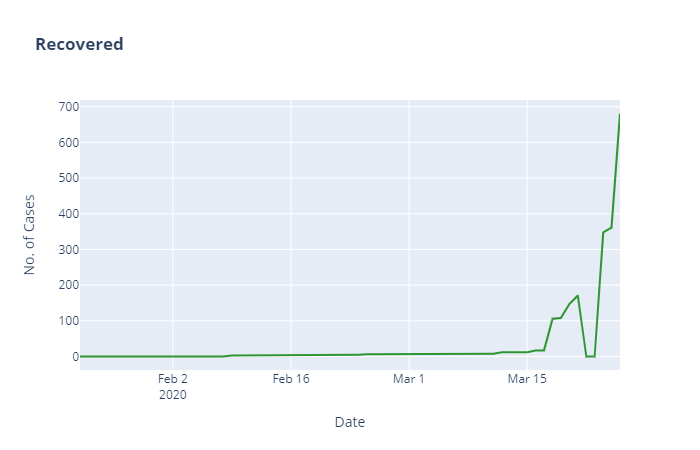 Recovered
700
600
500
400
300
200
100
0
No. of Cases
Feb 2
2020
Feb 16
Mar 1
Mar 15
Date